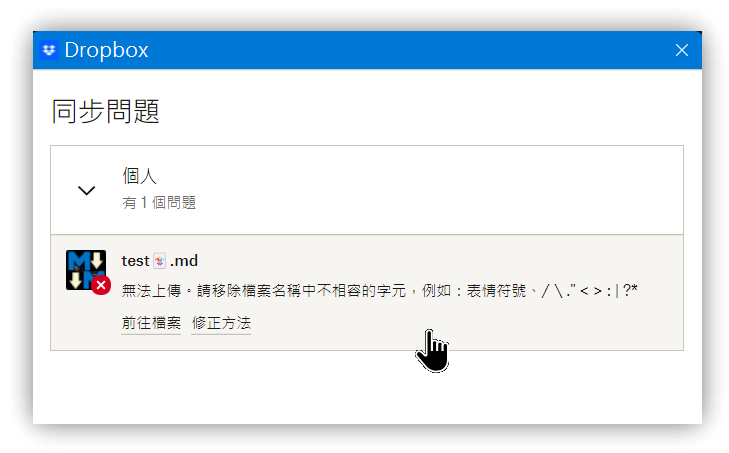 Dropbox
同步問題
個人
有 1 個問題
test🃏.md
無法上傳。請移除檔案名稱中不相容的字元，例如：表情符號、/ \ ." < > : | ?*
前往檔案 修正方法